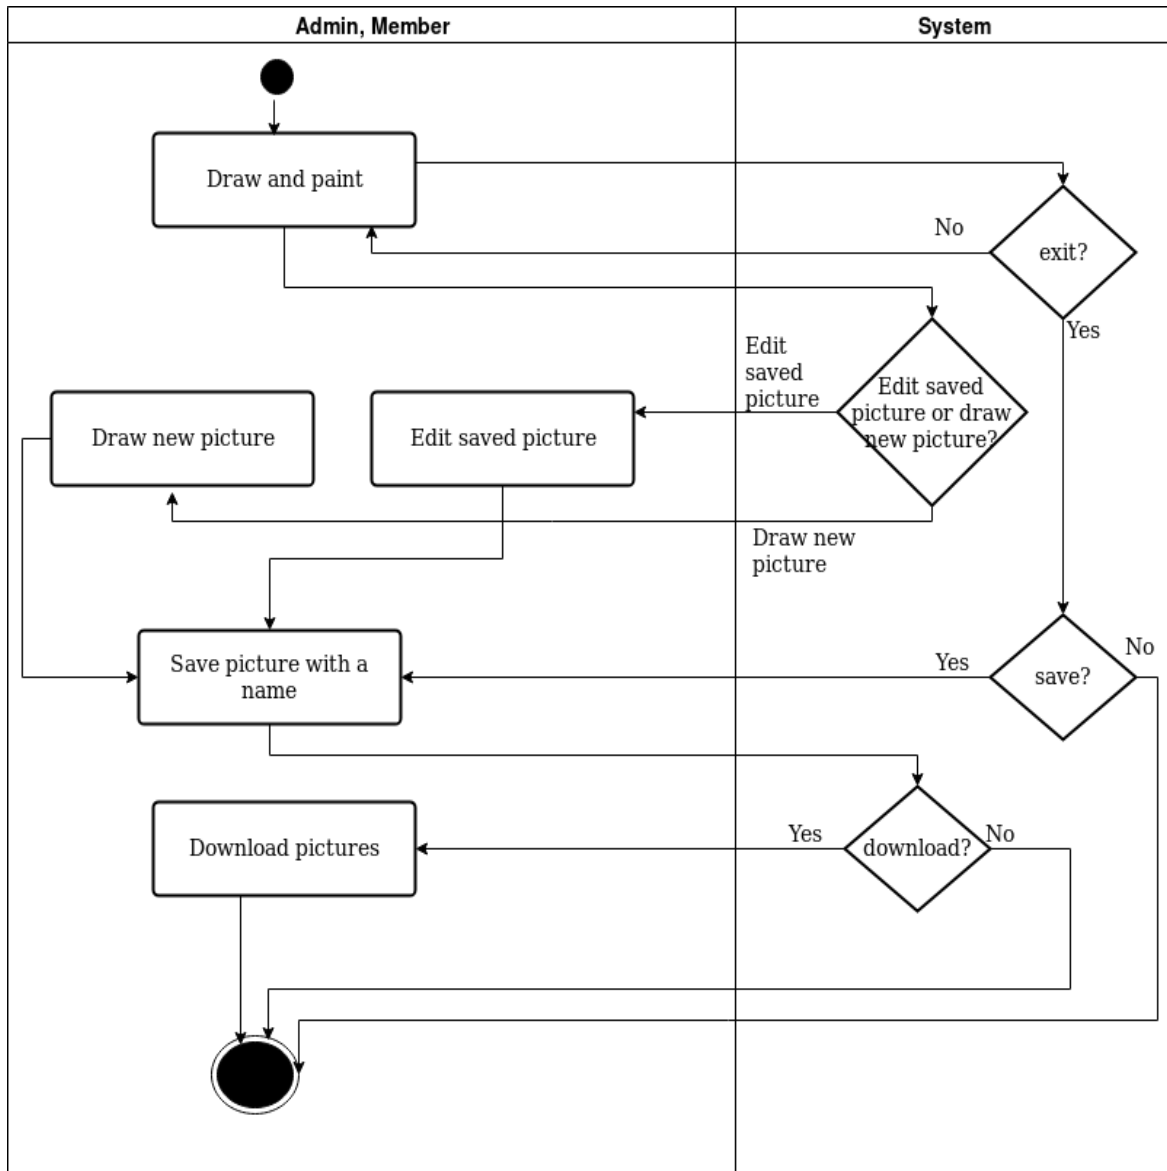 Admin, Member
System
Draw and paint
No
exit?
Yes
Edit
saved
picture
Edit saved
picture or draw
new picture?
Draw new picture
Edit saved picture
Draw new
picture
Save picture with a
name
Yes
save?
No
Download pictures
Yes
download?
No